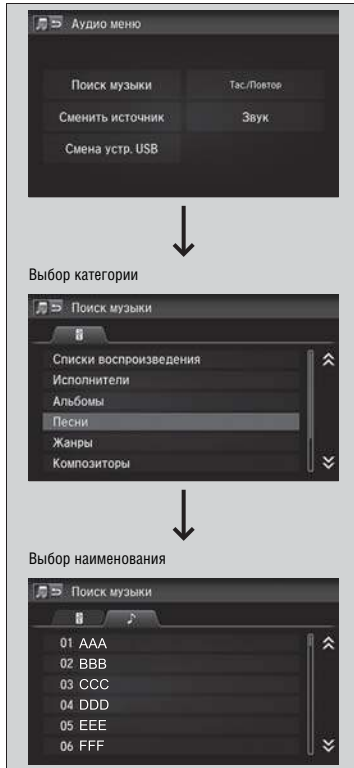 Аудио меню
Поиск музыки
Тас./Повтор
Сменить источник
Звук
Смена устр. USB
Выбор категории
Поиск музыки
Списки воспроизведения
Исполнители
Альбомы
Песни
Жанры
Композиторы
Выбор наименования
Поиск музыки
01 AAA
02 BBB
03 CCC
04 DDD
05 EEE
06 FFF